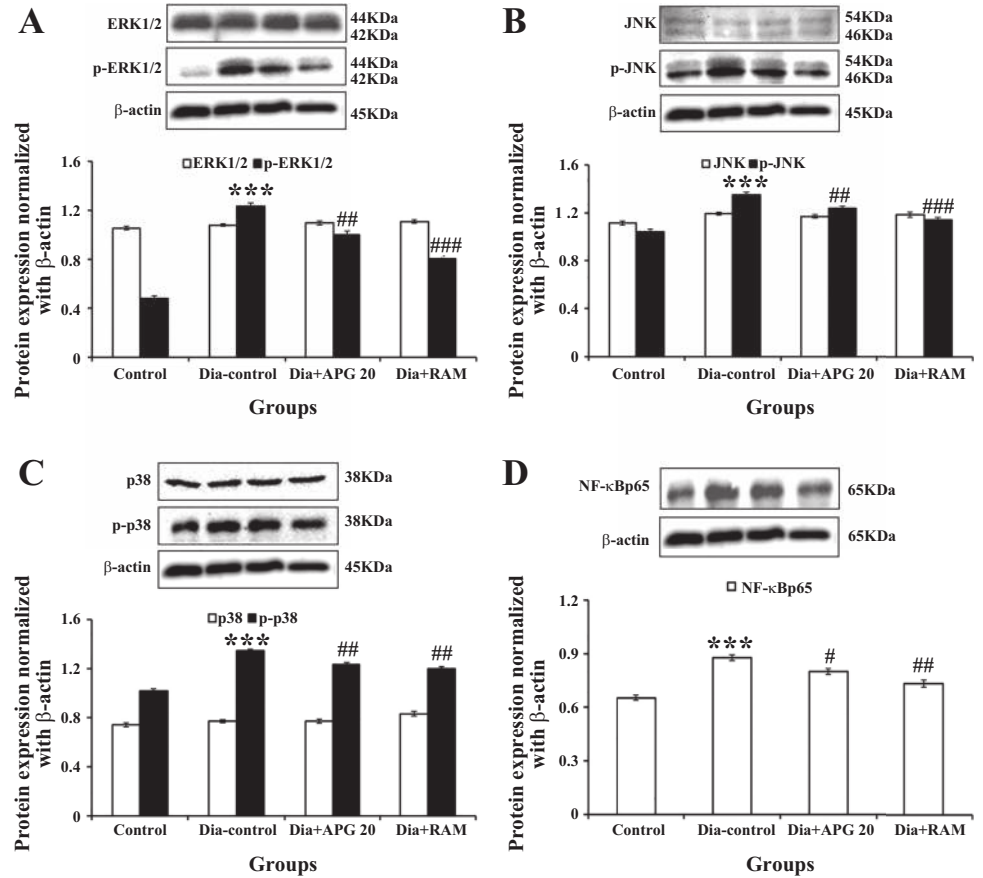 A
ERK1/2
44KDa
42KDa
p-ERK1/2
44KDa
42KDa
β-actin
45KDa
Protein expression normalized
with β-actin
1.6
1.2
0.8
0.4
0
ERK1/2 p-ERK1/2
***
##
###
Control Dia-control Dia+APG 20 Dia+RAM
Groups
B
JNK
54KDa
46KDa
p-JNK
54KDa
46KDa
β-actin
45KDa
Protein expression normalized
with β-actin
1.6
1.2
0.8
0.4
0
JNK p-JNK
***
##
###
Control Dia-control Dia+APG 20 Dia+RAM
Groups
C
p38
38KDa
p-p38
38KDa
β-actin
45KDa
Protein expression normalized
with β-actin
1.6
1.2
0.8
0.4
0
p38 p-p38
***
##
##
Control Dia-control Dia+APG 20 Dia+RAM
Groups
D
NF-κBp65
65KDa
β-actin
65KDa
Protein expression normalized
with β-actin
1.2
0.9
0.6
0.3
0
NF-κBp65
***
#
##
Control Dia-control Dia+APG 20 Dia+RAM
Groups